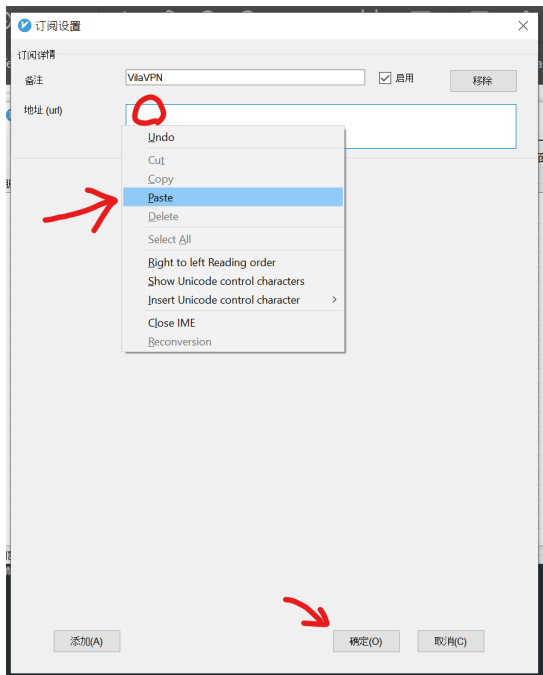 订阅设置
订阅详情
备注
VilaVPN
启用
移除
地址 (url)
Undo
Cut
Copy
Paste
Delete
Select All
Right to left Reading order
Show Unicode control characters
Insert Unicode control character
Close IME
Reconversion
添加(A)
确定(O)
取消(C)